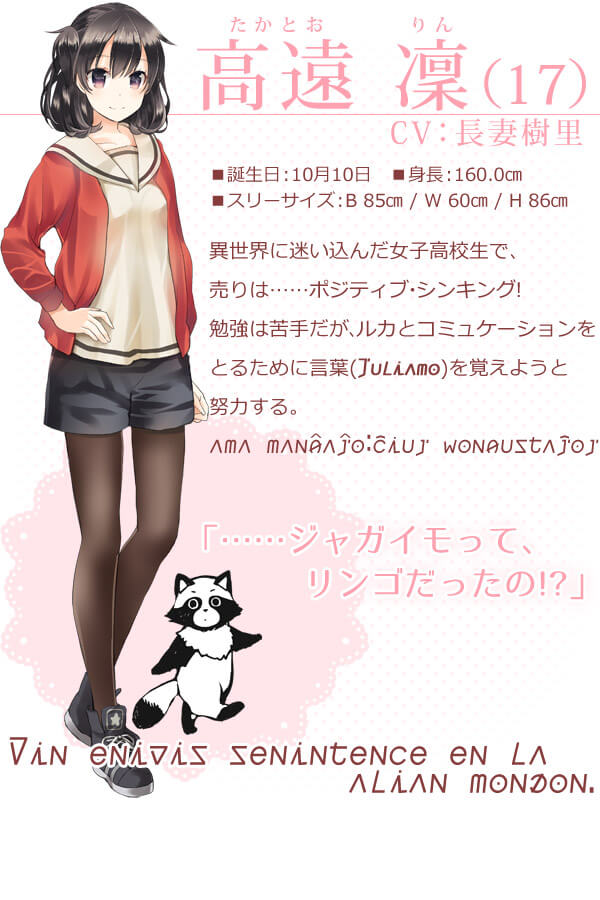 たかとお りん
高遠 凜(17)
CV:長妻樹里
■誕生日:10月10日 ■身長:160.0㎝
■スリーサイズ:B 85㎝ / W 60㎝ / H 86㎝
異世界に迷い込んだ女子高校生で、
売りは……ポジティブ・シンキング!
勉強は苦手だが、ルカとコミュケーションを
とるために言葉(Juliamo)を覚えようと
努力する。
ama manĝaĵo:ĉiuj bongustaĵoj
「……ジャガイモって、
リンゴだったの!?」
Rin eniris senintence en la
alian mondon.